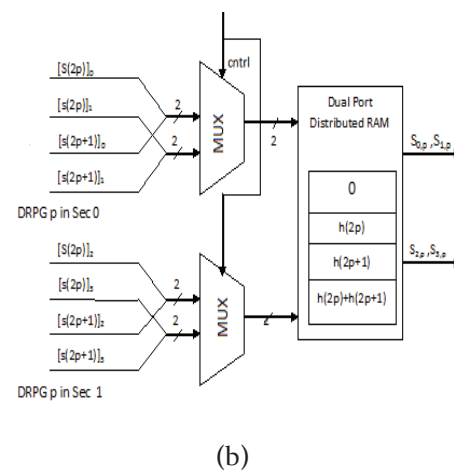 cntrl
[S(2p)]₀
[s(2p)]₁
[s(2p+1)]₀
[s(2p+1)]₁
2
2
MUX
2
DRPG p in Sec 0
Dual Port
Distributed RAM
0
h(2p)
h(2p+1)
h(2p)+h(2p+1)
S₀,ₚ ,S₁,ₚ
S₂,ₚ ,S₃,ₚ
[S(2p)]₂
[s(2p)]₃
[s(2p+1)]₂
[s(2p+1)]₃
2
2
MUX
2
DRPG p in Sec 1
(b)